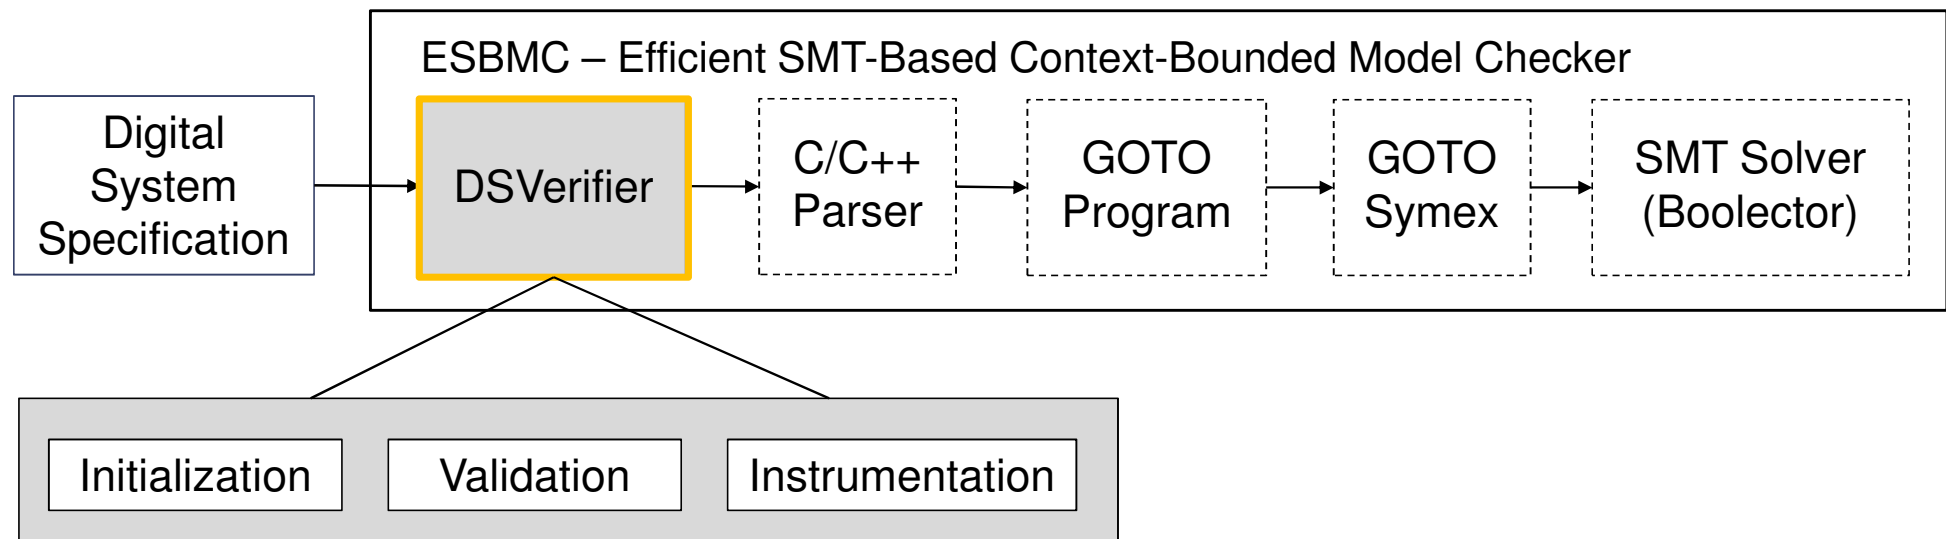 ESBMC – Efficient SMT-Based Context-Bounded Model Checker
Digital
System
Specification
DSVerifier
C/C++
Parser
GOTO
Program
GOTO
Symex
SMT Solver
(Boolector)
Initialization
Validation
Instrumentation